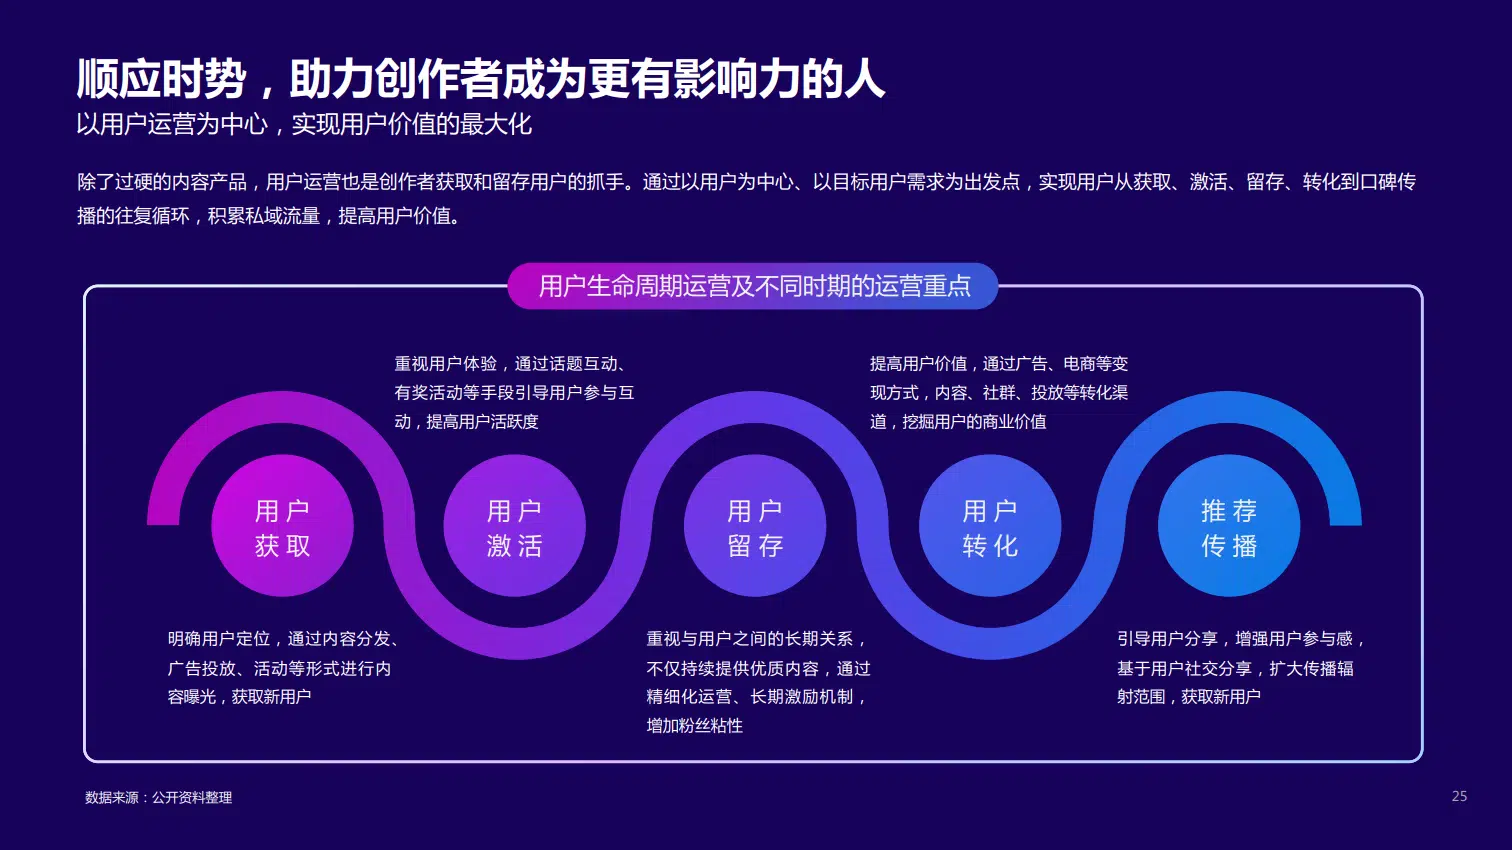 顺应时势，助力创作者成为更有影响力的人
以用户运营为中心，实现用户价值的最大化
除了过硬的内容产品，用户运营也是创作者获取和留存用户的抓手。通过以用户为中心、以目标用户需求为出发点，实现用户从获取、激活、留存、转化到口碑传
播的往复循环，积累私域流量，提高用户价值。
用户生命周期运营及不同时期的运营重点
重视用户体验，通过话题互动、
有奖活动等手段引导用户参与互
动，提高用户活跃度
提高用户价值，通过广告、电商等变
现方式，内容、社群、投放等转化渠
道，挖掘用户的商业价值
用户
获取
用户
激活
用户
留存
用户
转化
推荐
传播
明确用户定位，通过内容分发、
广告投放、活动等形式进行内
容曝光，获取新用户
重视与用户之间的长期关系，
不仅持续提供优质内容，通过
精细化运营、长期激励机制，
增加粉丝粘性
引导用户分享，增强用户参与感，
基于用户社交分享，扩大传播辐
射范围，获取新用户
数据来源：公开资料整理
25